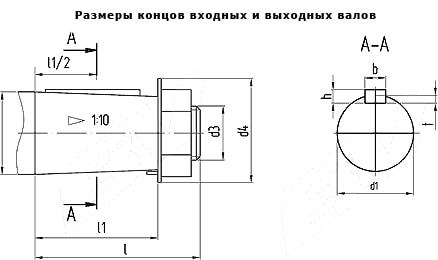 Размеры концов входных и выходных валов
А
l1/2
1:10
d3
d4
А
l1
l
А-А
b
h
t
d1